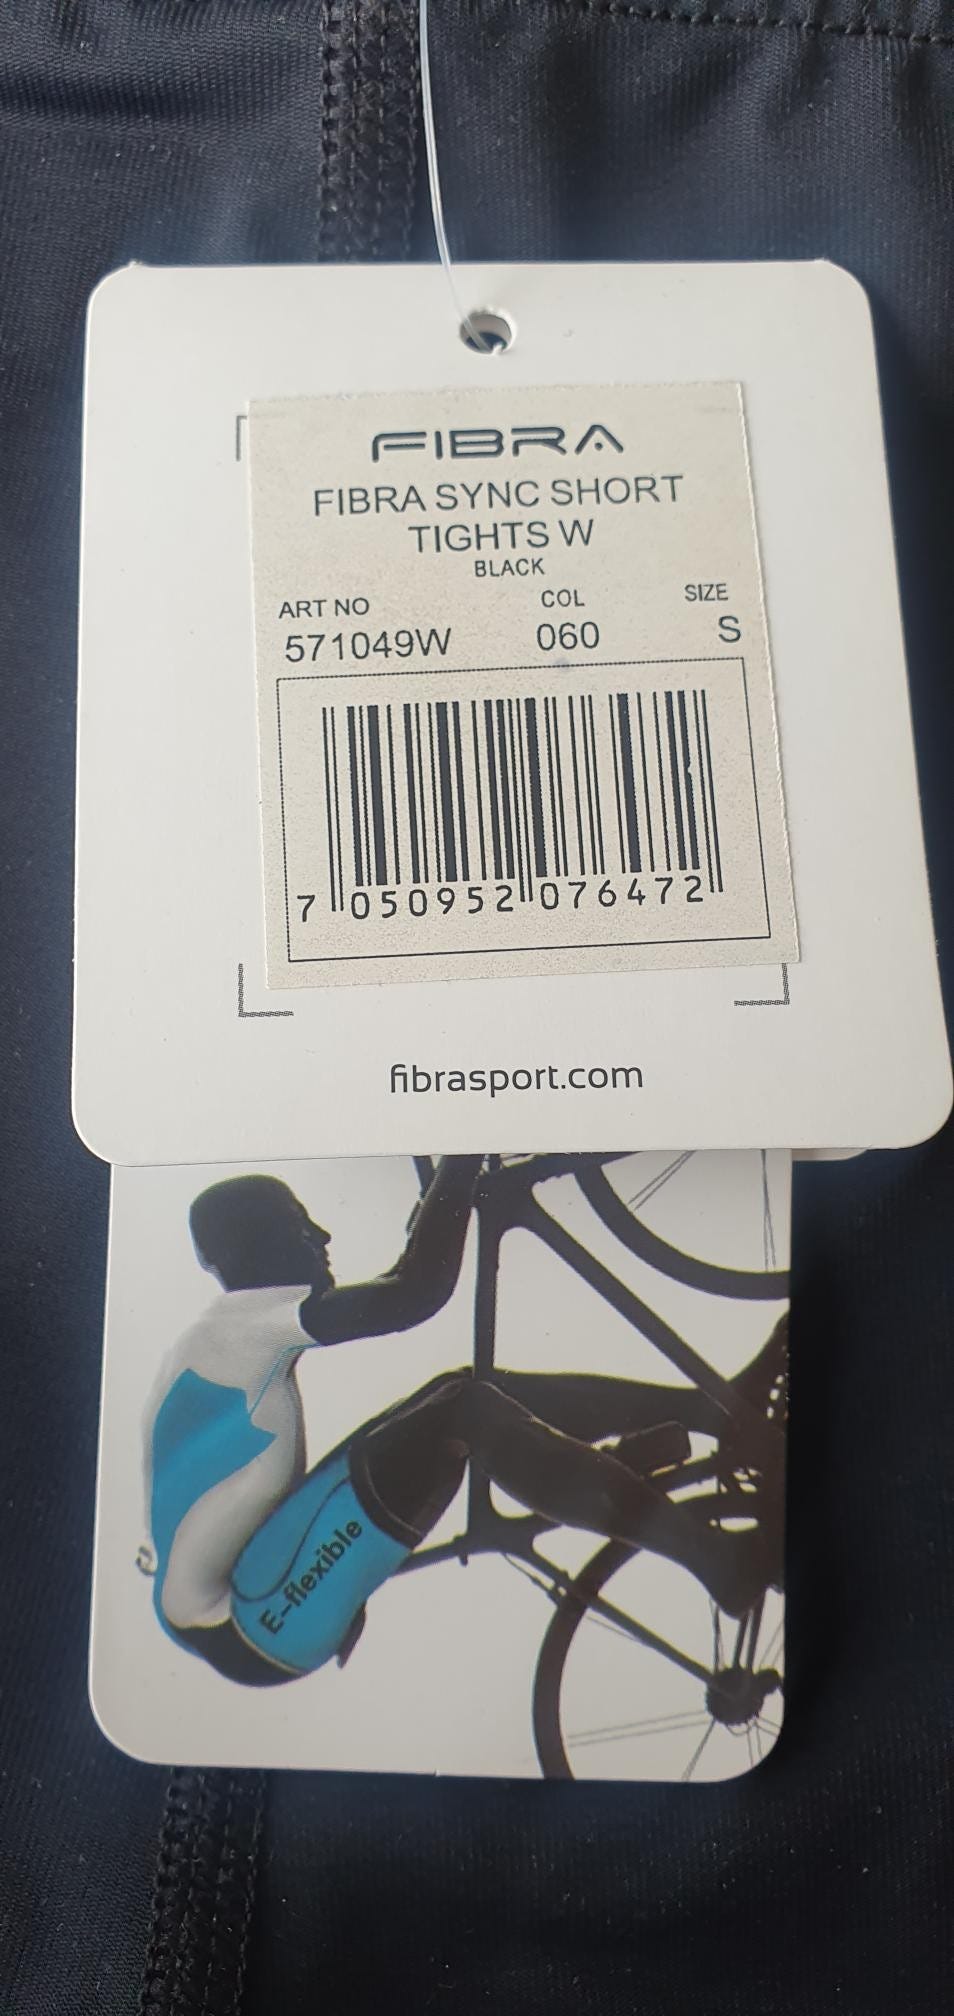 FIBRA
FIBRA SYNC SHORT
TIGHTS W
BLACK
ART NO COL SIZE
571049W 060 S
7 050952 076472
fibrasport.com
E-flexible